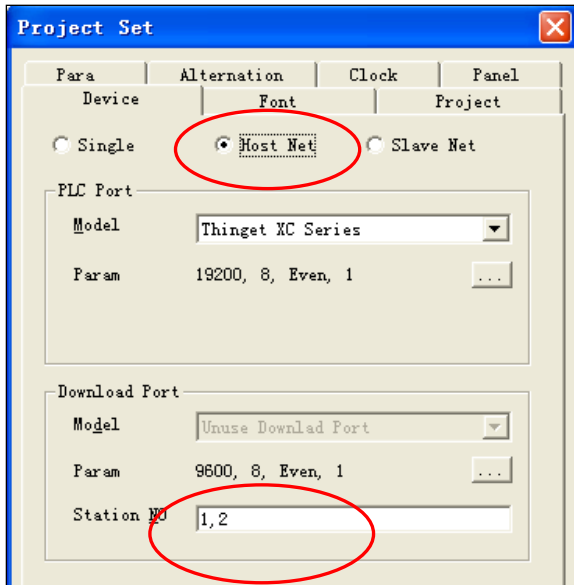 Project Set
Para Alternation Clock Panel
Device Font Project
Single Host Net Slave Net
PLC Port
Model Thinget XC Series
Param 19200, 8, Even, 1 ...
Download Port
Model Unuse Downlad Port
Param 9600, 8, Even, 1 ...
Station NO 1,2